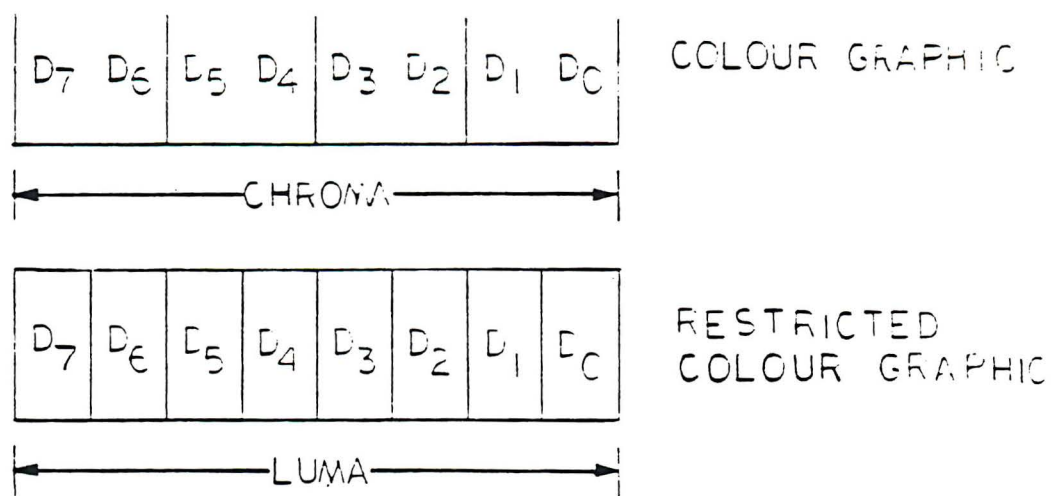 D7 D6 D5 D4 D3 D2 D1 D0 COLOUR GRAPHIC
CHROMA
D7 D6 D5 D4 D3 D2 D1 D0 RESTRICTED
COLOUR GRAPHIC
LUMA